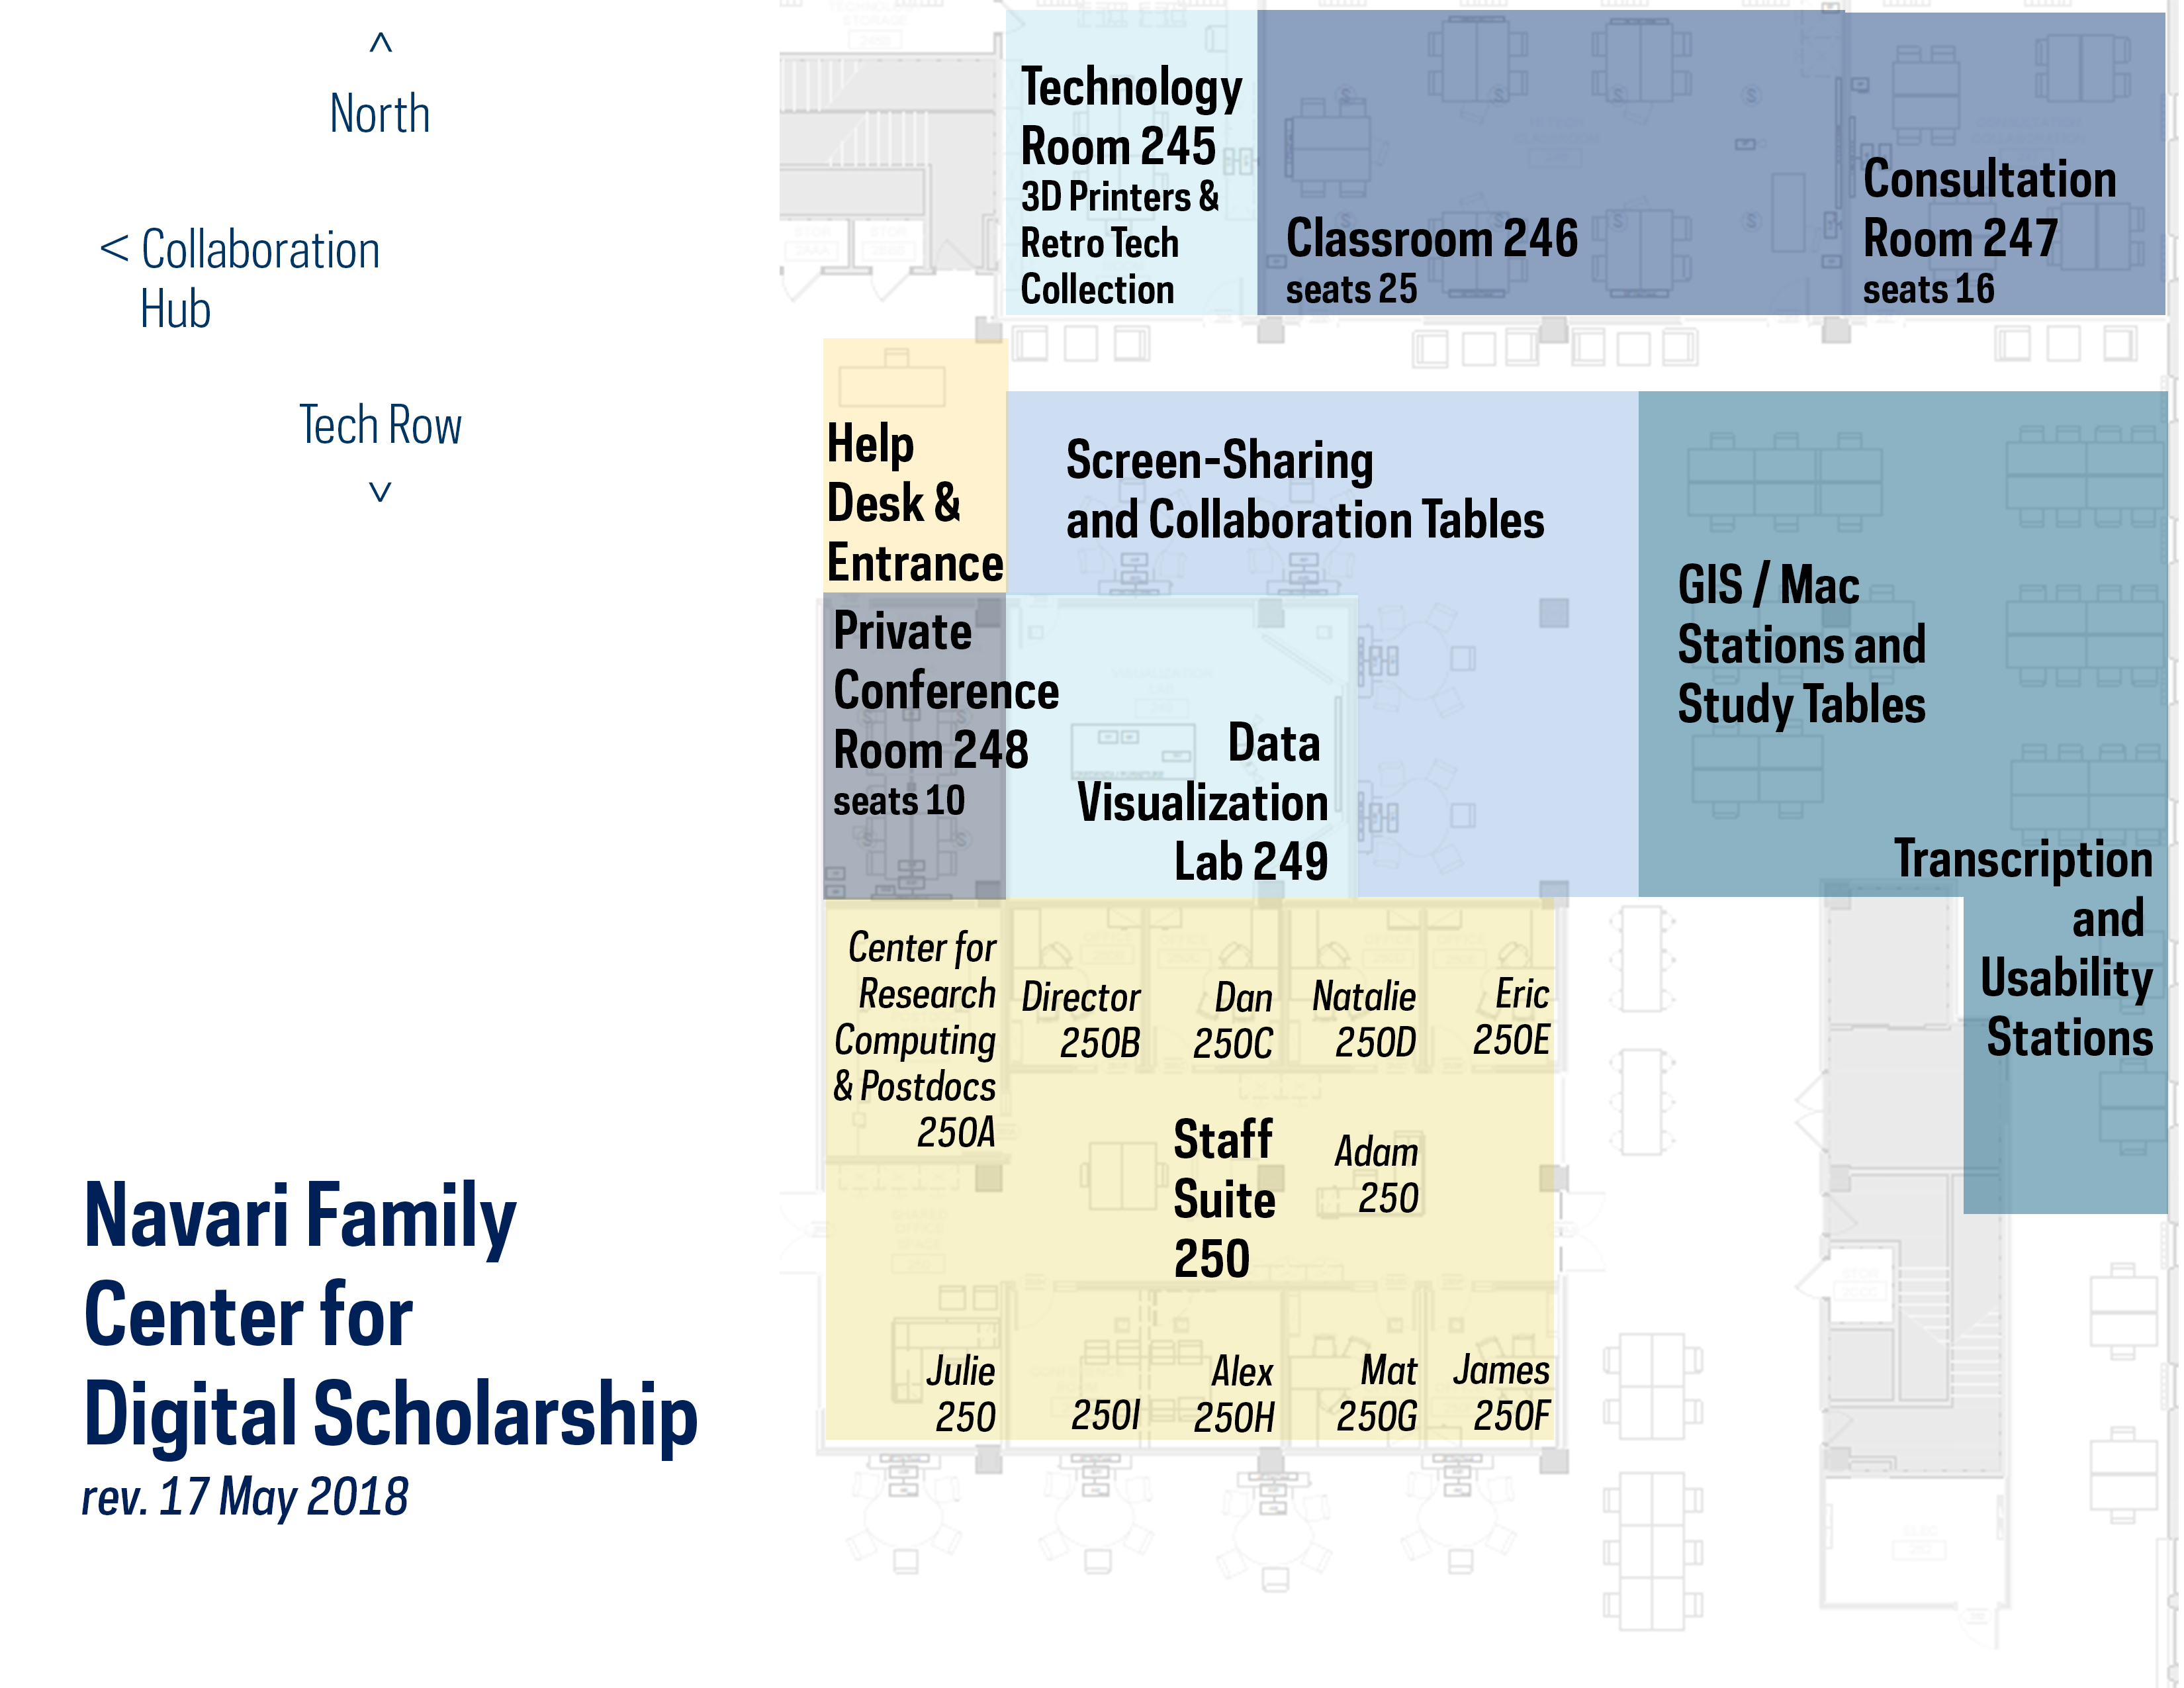 ^
North
< Collaboration
Hub
Tech Row
v
Navari Family
Center for
Digital Scholarship
rev. 17 May 2018
Technology
Room 245
3D Printers &
Retro Tech
Collection
Classroom 246
seats 25
Consultation
Room 247
seats 16
Help
Desk &
Entrance
Screen-Sharing
and Collaboration Tables
GIS / Mac
Stations and
Study Tables
Private
Conference
Room 248
seats 10
Data
Visualization
Lab 249
Transcription
and
Usability
Stations
Center for
Research
Computing
& Postdocs
250A
Director
250B
Dan
250C
Natalie
250D
Eric
250E
Staff
Suite
250
Adam
250
Julie
250
250I
Alex
250H
Mat
250G
James
250F